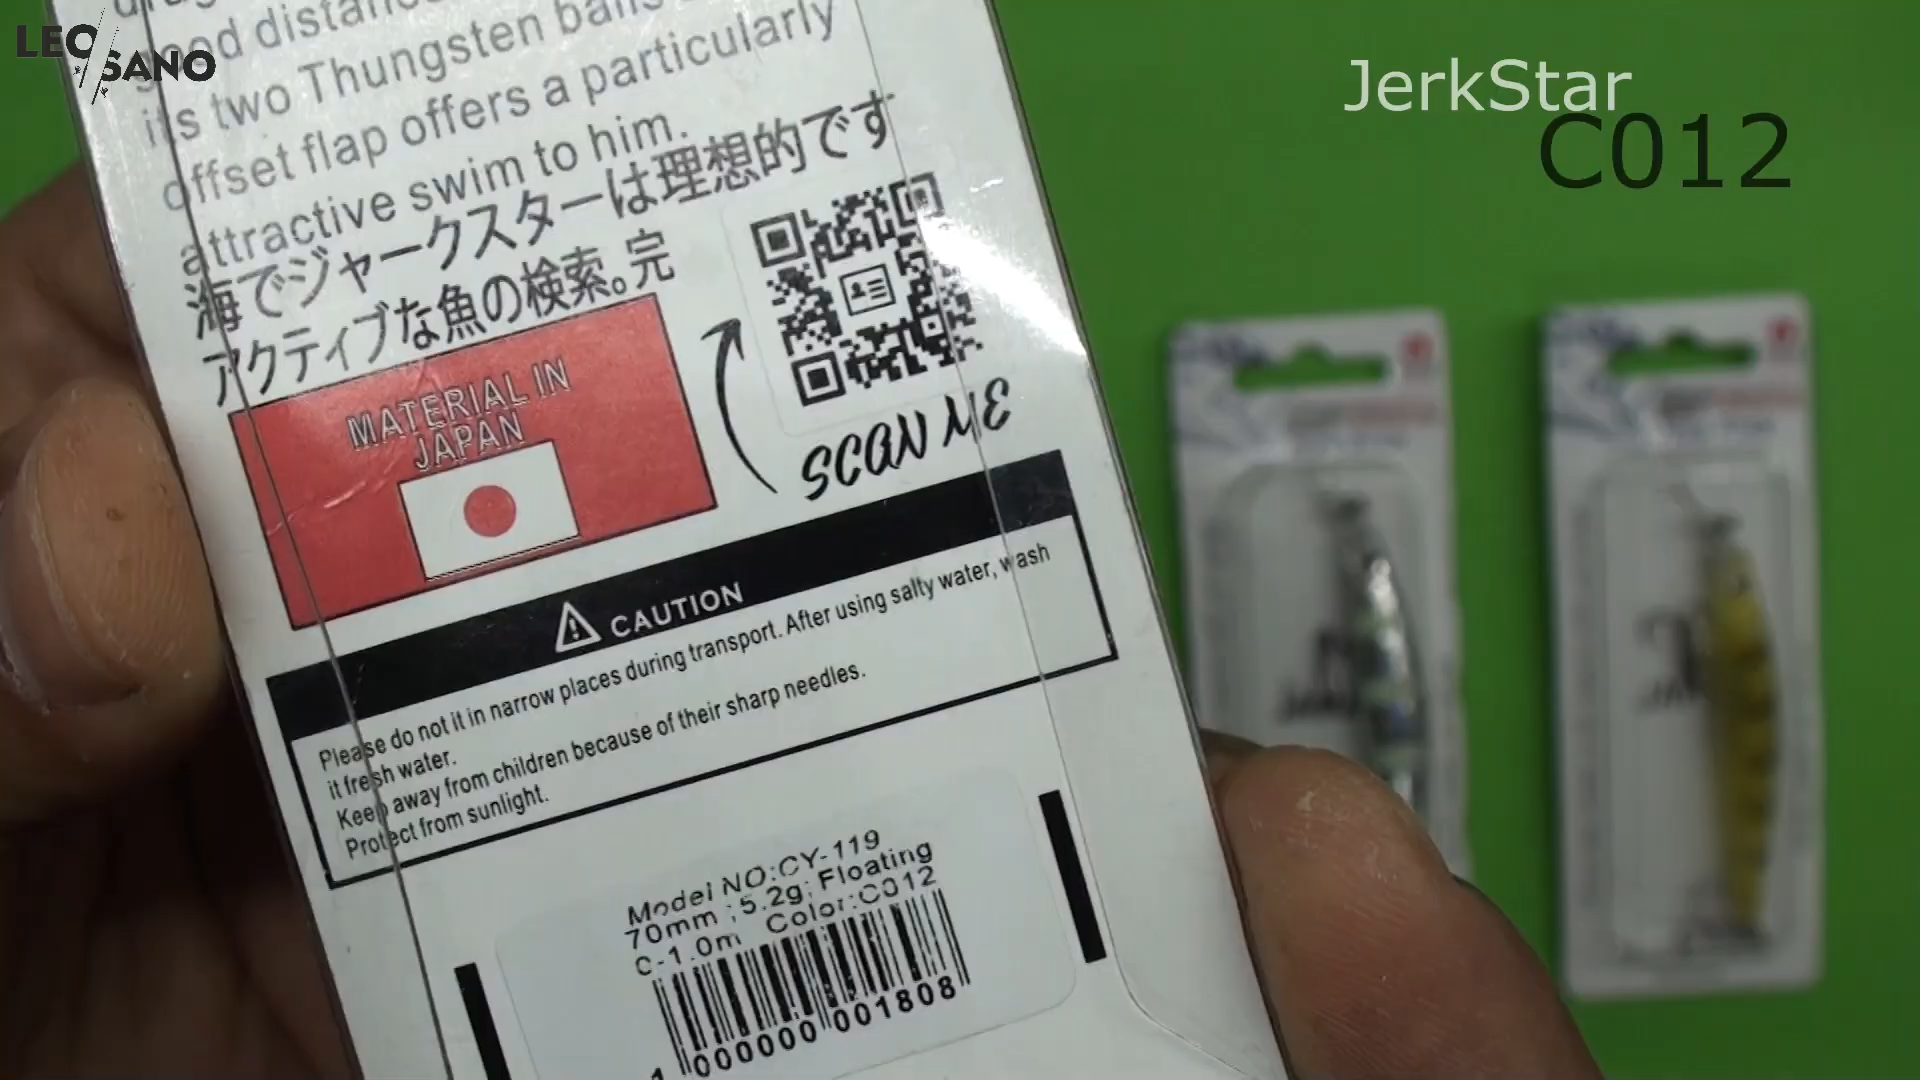 LEO/SANO
JerkStar
C012
good distance
its two Thungsten balls
offset flap offers a particularly
attractive swim to him.
海でジャークスターは理想的です
アクティブな魚の検索。完
MATERIAL IN
JAPAN
SCAN ME
CAUTION
Please do not it in narrow places during transport. After using salty water, wash
it fresh water.
Keep away from children because of their sharp needles.
Protect from sunlight.
Model NO:CY-119
70mm ; 5.2g; Floating
0-1.0m Color:C012
1 000000 001808